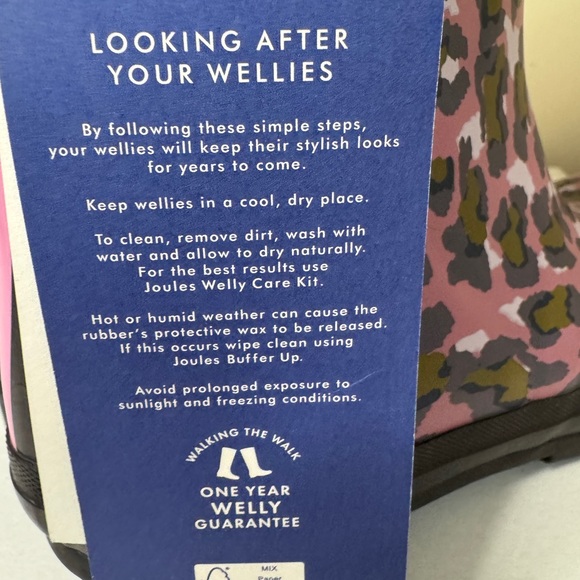 LOOKING AFTER
YOUR WELLIES
By following these simple steps,
your wellies will keep their stylish looks
for years to come.
Keep wellies in a cool, dry place.
To clean, remove dirt, wash with
water and allow to dry naturally.
For the best results use
Joules Welly Care Kit.
Hot or humid weather can cause the
rubber's protective wax to be released.
If this occurs wipe clean using
Joules Buffer Up.
Avoid prolonged exposure to
sunlight and freezing conditions.
WALKING THE WALK
ONE YEAR
WELLY
GUARANTEE
MIX
Paper